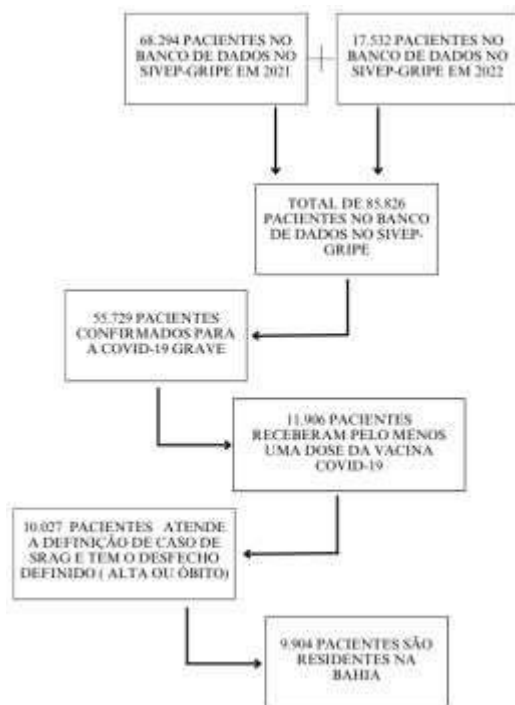 68.294 PACIENTES NO
BANCO DE DADOS NO
SIVEP-GRIPE EM 2021
17.532 PACIENTES NO
BANCO DE DADOS NO
SIVEP-GRIPE EM 2022
TOTAL DE 85.826
PACIENTES NO BANCO
DE DADOS NO SIVEP-
GRIPE
55.729 PACIENTES
CONFIRMADOS PARA
A COVID-19 GRAVE
11.906 PACIENTES
RECEBERAM PELO MENOS
UMA DOSE DA VACINA
COVID-19
10.027 PACIENTES ATENDE
A DEFINIÇÃO DE CASO DE
SRAG E TEM O DESFECHO
DEFINIDO ( ALTA OU ÓBITO)
9.904 PACIENTES SÃO
RESIDENTES NA
BAHIA